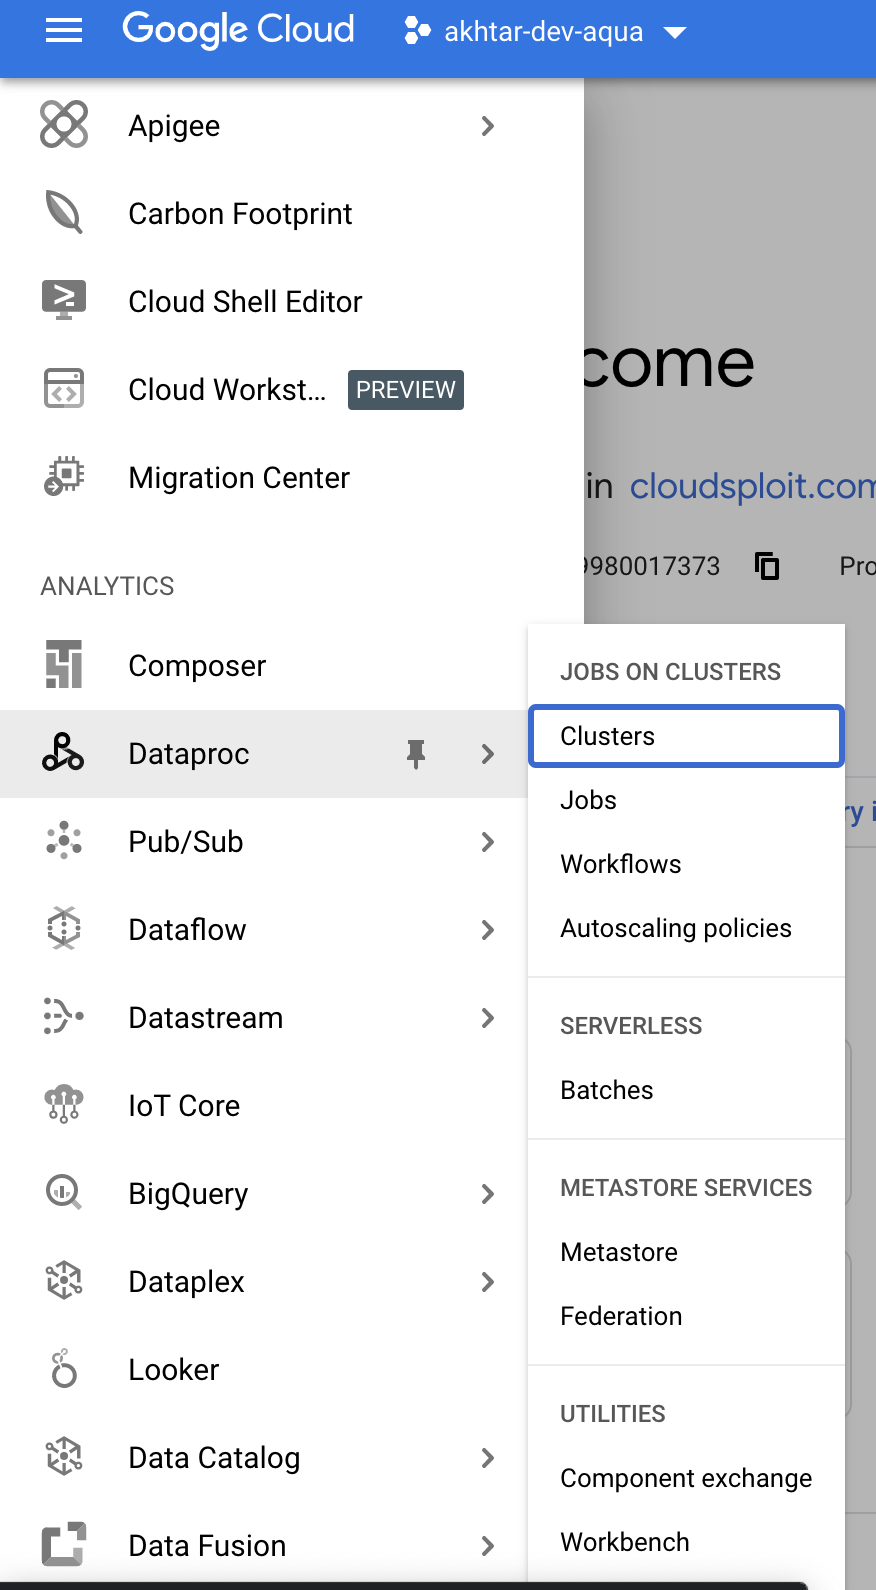 Google Cloud akhtar-dev-aqua
Apigee
Carbon Footprint
Cloud Shell Editor
Cloud Workst... PREVIEW
Migration Center
ANALYTICS
Composer
Dataproc
Pub/Sub
Dataflow
Datastream
IoT Core
BigQuery
Dataplex
Looker
Data Catalog
Data Fusion
JOBS ON CLUSTERS
Clusters
Jobs
Workflows
Autoscaling policies
SERVERLESS
Batches
METASTORE SERVICES
Metastore
Federation
UTILITIES
Component exchange
Workbench
come
in cloudsploit.com
9980017373 Pro
ry i